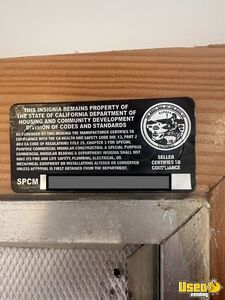 THIS INSIGNIA REMAINS PROPERTY OF
THE STATE OF CALIFORNIA DEPARTMENT OF
HOUSING AND COMMUNITY DEVELOPMENT
DIVISION OF CODES AND STANDARDS
AS EVIDENCED BY THIS INSIGNIA THE MANUFACTURER CERTIFIES TO
COMPLIANCE WITH THE CA HEALTH AND SAFETY CODE DIV. 13, PART 2
AND CA CODE OF REGULATIONS TITLE 25, CHAPTER 3 FOR SPECIAL
PURPOSE COMMERCIAL MODULAR CONSTRUCTION. A SPECIAL PURPOSE
COMMERCIAL MODULAR BEARING A DEPARTMENT INSIGNIA SHALL NOT
HAVE ITS FIRE AND LIFE SAFETY, PLUMBING, ELECTRICAL, OR
MECHANICAL EQUIPMENT OR INSTALLATIONS ALTERED OR CONVERTED
UNLESS APPROVAL IS FIRST OBTAINED FROM THE DEPARTMENT.
SELLER
CERTIFIES TO
COMPLIANCE
SPCM
Used
vending